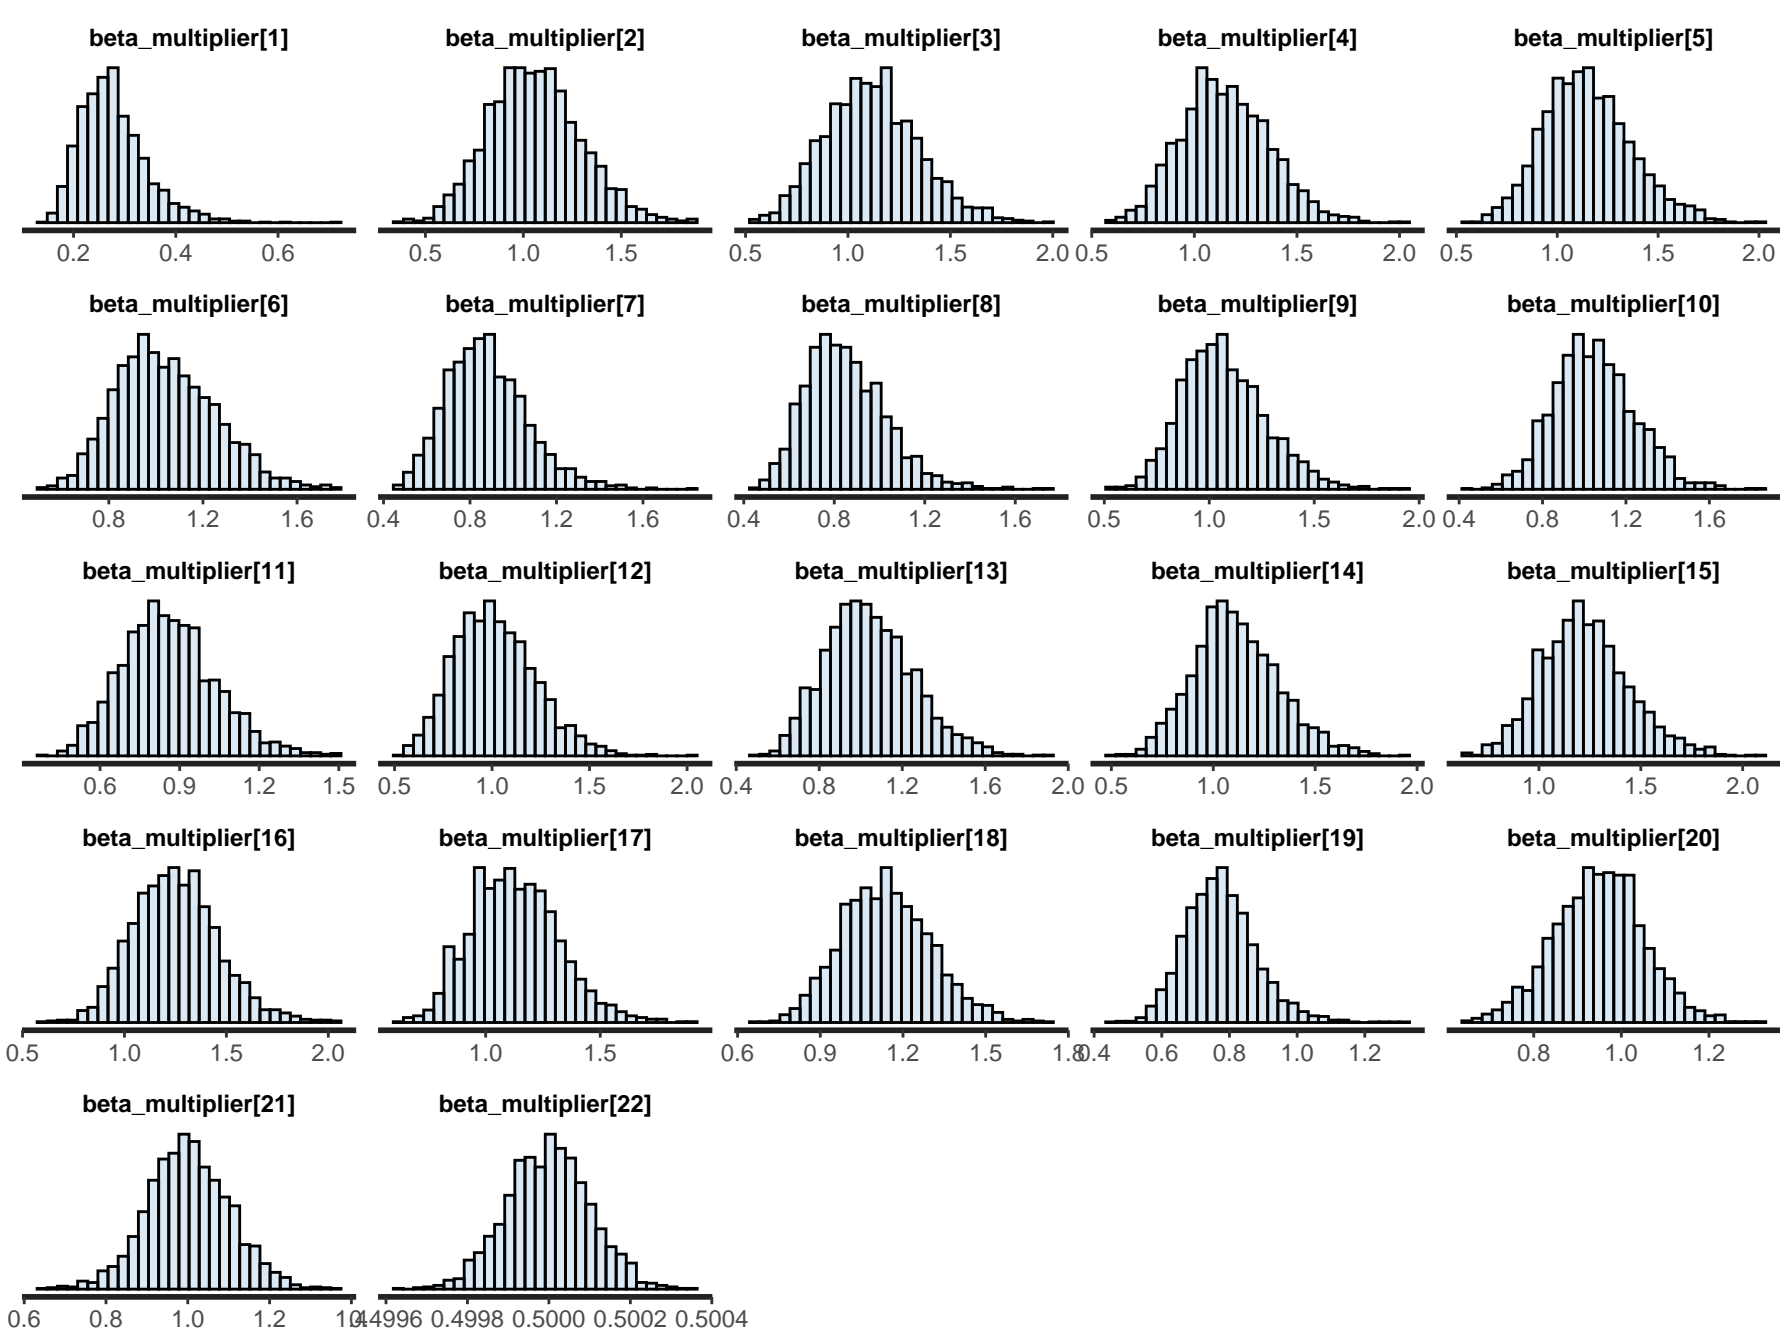 beta_multiplier[1] beta_multiplier[2] beta_multiplier[3] beta_multiplier[4] beta_multiplier[5]
0.2 0.4 0.6 0.5 1.0 1.5 0.5 1.0 1.5 2.0 0.5 1.0 1.5 2.0 0.5 1.0 1.5 2.0
beta_multiplier[6] beta_multiplier[7] beta_multiplier[8] beta_multiplier[9] beta_multiplier[10]
0.8 1.2 1.6 0.4 0.8 1.2 1.6 0.4 0.8 1.2 1.6 0.5 1.0 1.5 2.0 0.4 0.8 1.2 1.6
beta_multiplier[11] beta_multiplier[12] beta_multiplier[13] beta_multiplier[14] beta_multiplier[15]
0.6 0.9 1.2 1.5 0.5 1.0 1.5 2.0 0.4 0.8 1.2 1.6 2.0 0.5 1.0 1.5 2.0 1.0 1.5 2.0
beta_multiplier[16] beta_multiplier[17] beta_multiplier[18] beta_multiplier[19] beta_multiplier[20]
0.5 1.0 1.5 2.0 1.0 1.5 0.6 0.9 1.2 1.5 1.8 0.4 0.6 0.8 1.0 1.2 0.8 1.0 1.2
beta_multiplier[21] beta_multiplier[22]
0.6 0.8 1.0 1.2 1.4 0.4996 0.4998 0.5000 0.5002 0.5004